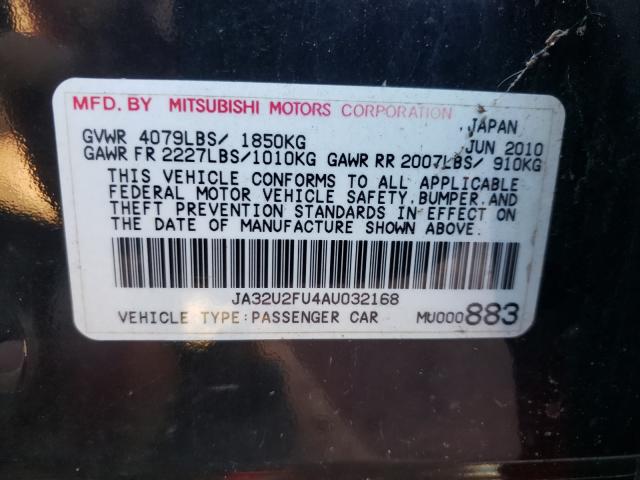 MFD. BY MITSUBISHI MOTORS CORPORATION
JAPAN
GVWR 4079LBS/ 1850KG JUN 2010
GAWR FR 2227LBS/1010KG GAWR RR 2007LBS/ 910KG
THIS VEHICLE CONFORMS TO ALL APPLICABLE
FEDERAL MOTOR VEHICLE SAFETY, BUMPER, AND
THEFT PREVENTION STANDARDS IN EFFECT ON
THE DATE OF MANUFACTURE SHOWN ABOVE.
JA32U2FU4AU032168
VEHICLE TYPE:PASSENGER CAR MU000883